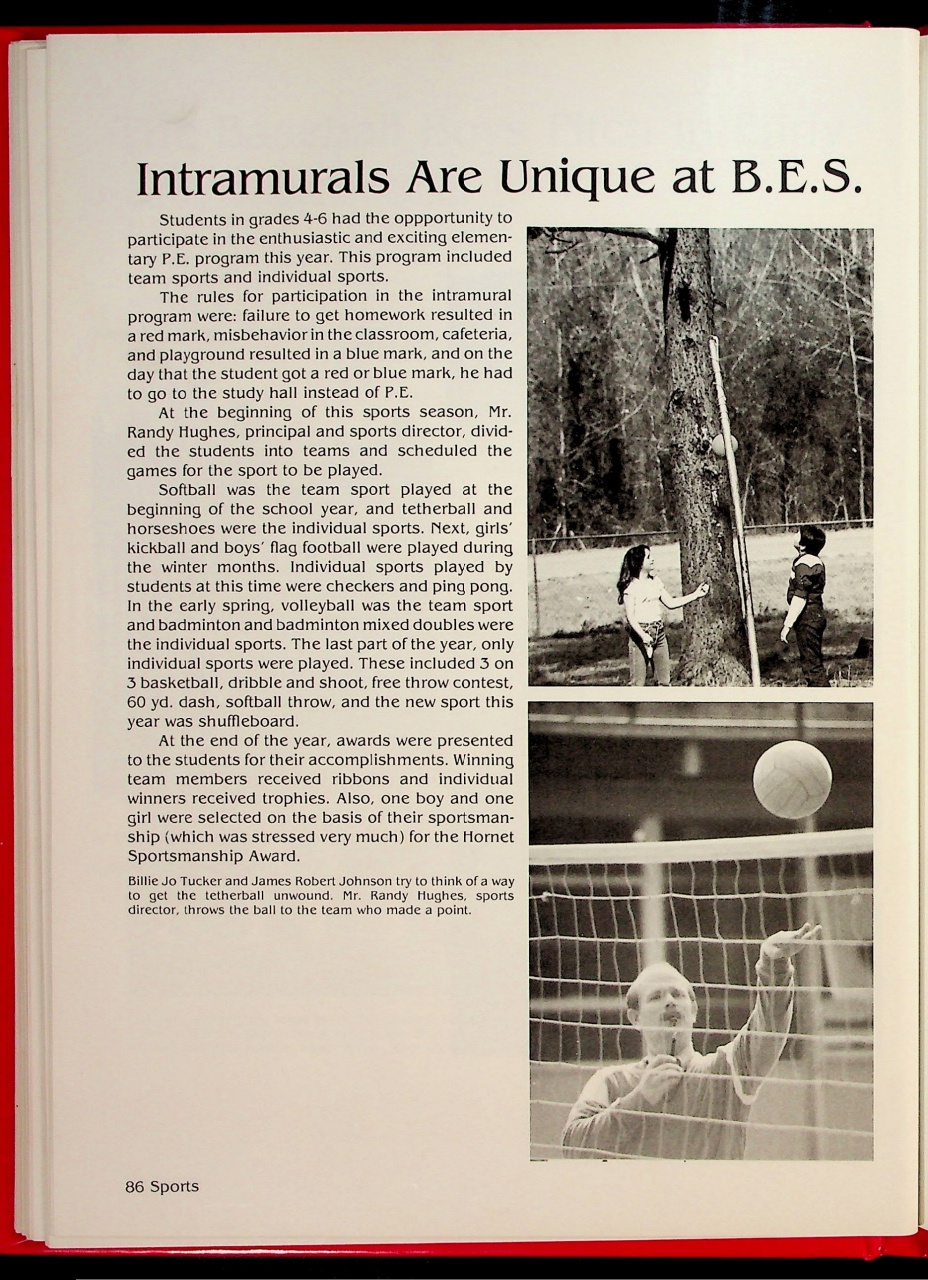 Intramurals Are Unique at B.E.S.
Students in grades 4-6 had the oppportunity to
participate in the enthusiastic and exciting elemen-
tary P.E. program this year. This program included
team sports and individual sports.
The rules for participation in the intramural
program were: failure to get homework resulted in
a red mark, misbehavior in the classroom, cafeteria,
and playground resulted in a blue mark, and on the
day that the student got a red or blue mark, he had
to go to the study hall instead of P.E.
At the beginning of this sports season, Mr.
Randy Hughes, principal and sports director, divid-
ed the students into teams and scheduled the
games for the sport to be played.
Softball was the team sport played at the
beginning of the school year, and tetherball and
horseshoes were the individual sports. Next, girls'
kickball and boys' flag football were played during
the winter months. Individual sports played by
students at this time were checkers and ping pong.
In the early spring, volleyball was the team sport
and badminton and badminton mixed doubles were
the individual sports. The last part of the year, only
individual sports were played. These included 3 on
3 basketball, dribble and shoot, free throw contest,
60 yd. dash, softball throw, and the new sport this
year was shuffleboard.
At the end of the year, awards were presented
to the students for their accomplishments. Winning
team members received ribbons and individual
winners received trophies. Also, one boy and one
girl were selected on the basis of their sportsman-
ship (which was stressed very much) for the Hornet
Sportsmanship Award.
Billie Jo Tucker and James Robert Johnson try to think of a way
to get the tetherball unwound. Mr. Randy Hughes, sports
director, throws the ball to the team who made a point.
86 Sports